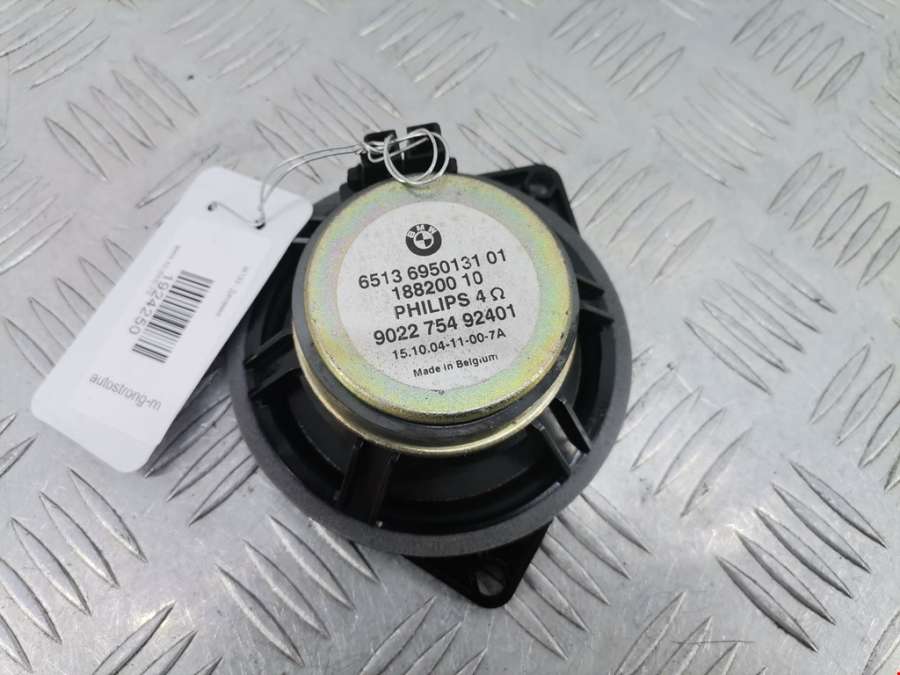 BMW
6513 6950131 01
188200 10
PHILIPS 4 Ω
9022 754 92401
15.10.04-11-00-7A
Made in Belgium
1924250
autostrong-m